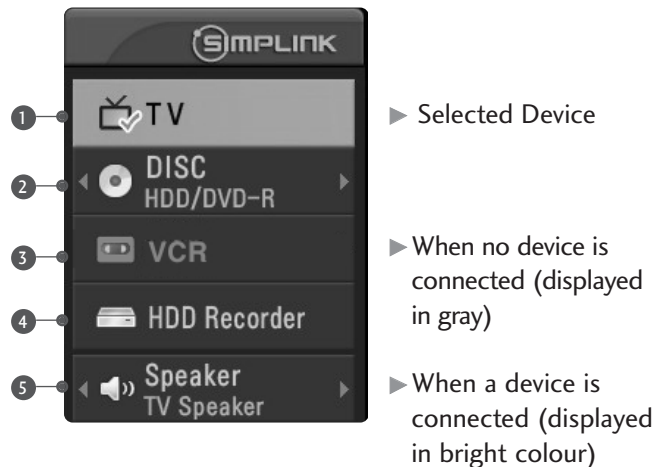 SIMPLINK
1
TV
Selected Device
2
DISC
HDD/DVD-R
3
VCR
When no device is
connected (displayed
in gray)
4
HDD Recorder
5
Speaker
TV Speaker
When a device is
connected (displayed
in bright colour)